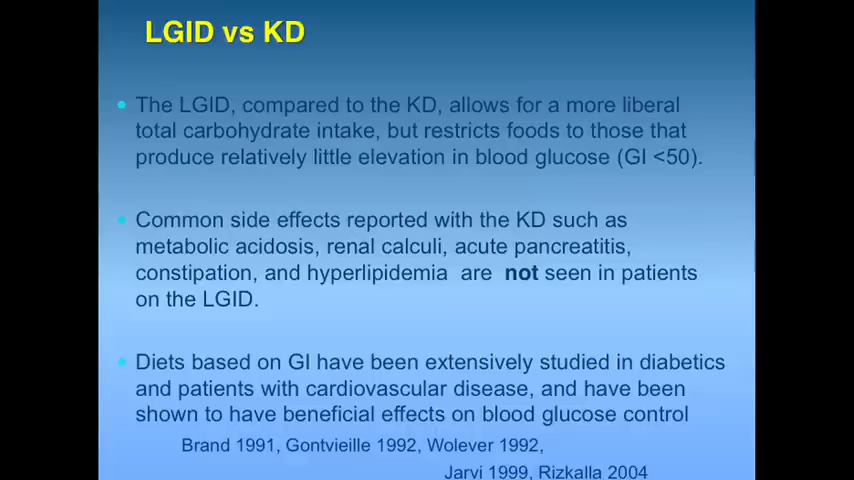 LGID vs KD
The LGID, compared to the KD, allows for a more liberal
total carbohydrate intake, but restricts foods to those that
produce relatively little elevation in blood glucose (GI <50).
Common side effects reported with the KD such as
metabolic acidosis, renal calculi, acute pancreatitis,
constipation, and hyperlipidemia are not seen in patients
on the LGID.
Diets based on GI have been extensively studied in diabetics
and patients with cardiovascular disease, and have been
shown to have beneficial effects on blood glucose control
Brand 1991, Gontvieille 1992, Wolever 1992,
Jarvi 1999, Rizkalla 2004